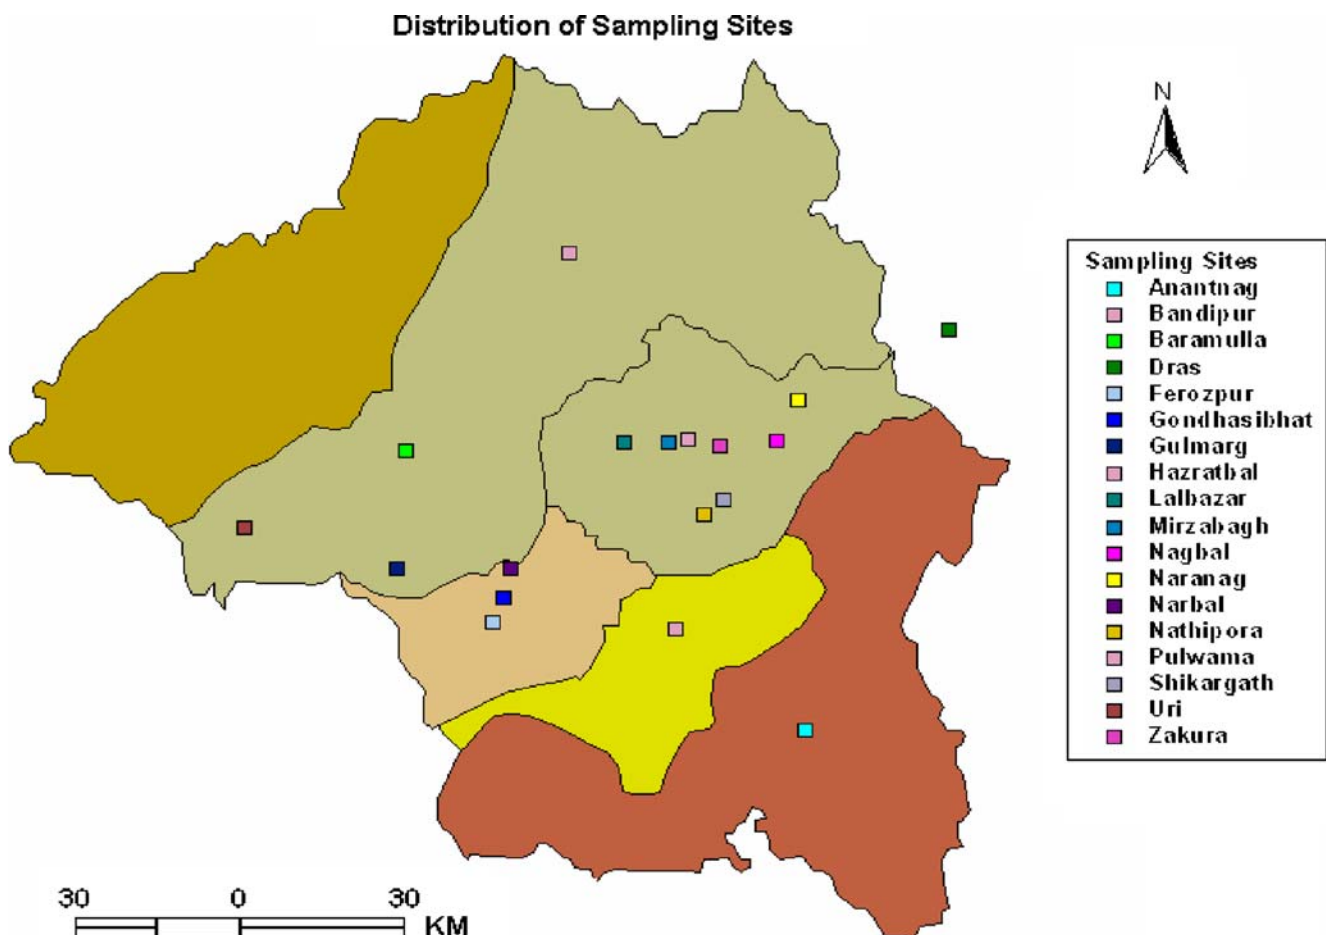 Distribution of Sampling Sites
N
Sampling Sites
Anantnag
Bandipur
Baramulla
Dras
Ferozpur
Gondhasibhat
Gulmarg
Hazratbal
Lalbazar
Mirzabagh
Nagbal
Naranag
Narbal
Nathipora
Pulwama
Shikargath
Uri
Zakura
30 0 30
KM